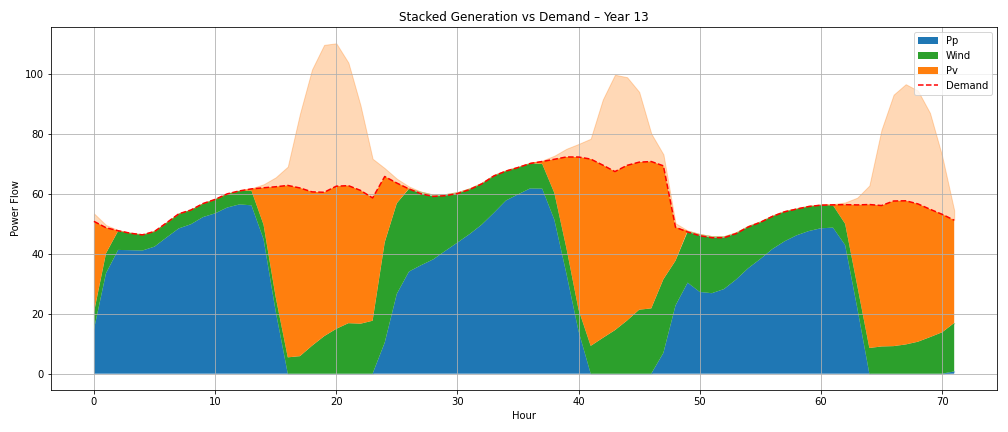 Stacked Generation vs Demand – Year 13
Pp
Wind
Pv
Demand
Power Flow
100
80
60
40
20
0
0 10 20 30 40 50 60 70
Hour